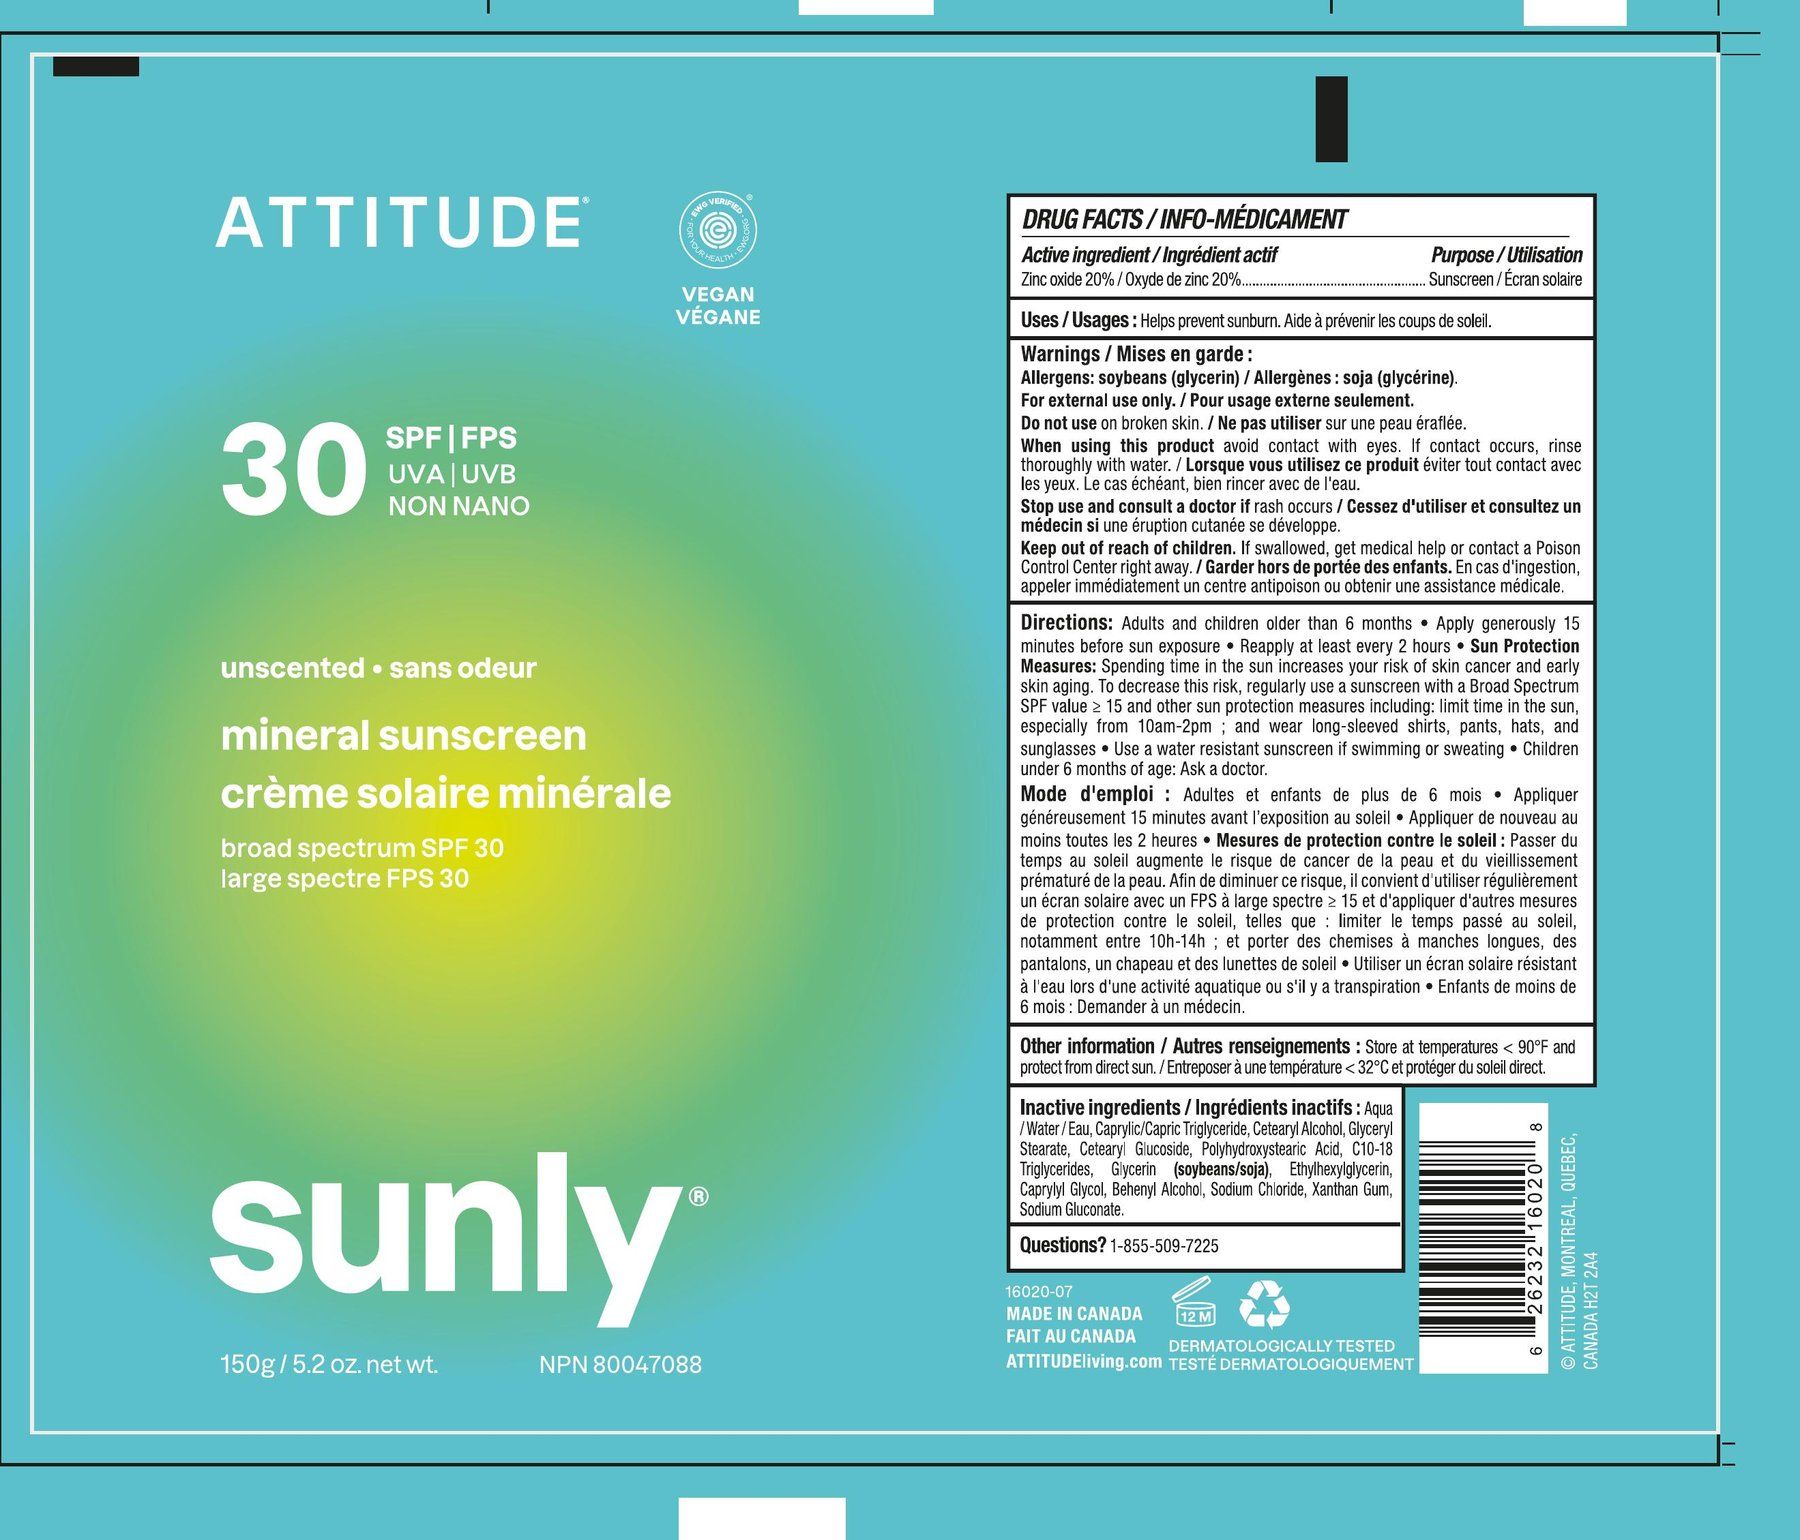 ATTITUDE®
EWG VERIFIED · FOR YOUR HEALTH · EWG.ORG ®
VEGAN
VÉGANE
30
SPF | FPS
UVA | UVB
NON NANO
unscented • sans odeur
mineral sunscreen
crème solaire minérale
broad spectrum SPF 30
large spectre FPS 30
sunly®
150g / 5.2 oz. net wt.
NPN 80047088
DRUG FACTS / INFO-MÉDICAMENT
Active ingredient / Ingrédient actif Purpose / Utilisation
Zinc oxide 20% / Oxyde de zinc 20%.................................................... Sunscreen / Écran solaire
Uses / Usages : Helps prevent sunburn. Aide à prévenir les coups de soleil.
Warnings / Mises en garde :
Allergens: soybeans (glycerin) / Allergènes : soja (glycérine).
For external use only. / Pour usage externe seulement.
Do not use on broken skin. / Ne pas utiliser sur une peau éraflée.
When using this product avoid contact with eyes. If contact occurs, rinse
thoroughly with water. / Lorsque vous utilisez ce produit éviter tout contact avec
les yeux. Le cas échéant, bien rincer avec de l'eau.
Stop use and consult a doctor if rash occurs / Cessez d'utiliser et consultez un
médecin si une éruption cutanée se développe.
Keep out of reach of children. If swallowed, get medical help or contact a Poison
Control Center right away. / Garder hors de portée des enfants. En cas d'ingestion,
appeler immédiatement un centre antipoison ou obtenir une assistance médicale.
Directions: Adults and children older than 6 months • Apply generously 15
minutes before sun exposure • Reapply at least every 2 hours • Sun Protection
Measures: Spending time in the sun increases your risk of skin cancer and early
skin aging. To decrease this risk, regularly use a sunscreen with a Broad Spectrum
SPF value ≥ 15 and other sun protection measures including: limit time in the sun,
especially from 10am-2pm ; and wear long-sleeved shirts, pants, hats, and
sunglasses • Use a water resistant sunscreen if swimming or sweating • Children
under 6 months of age: Ask a doctor.
Mode d'emploi : Adultes et enfants de plus de 6 mois • Appliquer
généreusement 15 minutes avant l'exposition au soleil • Appliquer de nouveau au
moins toutes les 2 heures • Mesures de protection contre le soleil : Passer du
temps au soleil augmente le risque de cancer de la peau et du vieillissement
prématuré de la peau. Afin de diminuer ce risque, il convient d'utiliser régulièrement
un écran solaire avec un FPS à large spectre ≥ 15 et d'appliquer d'autres mesures
de protection contre le soleil, telles que : limiter le temps passé au soleil,
notamment entre 10h-14h ; et porter des chemises à manches longues, des
pantalons, un chapeau et des lunettes de soleil • Utiliser un écran solaire résistant
à l'eau lors d'une activité aquatique ou s'il y a transpiration • Enfants de moins de
6 mois : Demander à un médecin.
Other information / Autres renseignements : Store at temperatures < 90°F and
protect from direct sun. / Entreposer à une température < 32°C et protéger du soleil direct.
Inactive ingredients / Ingrédients inactifs : Aqua
/ Water / Eau, Caprylic/Capric Triglyceride, Cetearyl Alcohol, Glyceryl
Stearate, Cetearyl Glucoside, Polyhydroxystearic Acid, C10-18
Triglycerides, Glycerin (soybeans/soja), Ethylhexylglycerin,
Caprylyl Glycol, Behenyl Alcohol, Sodium Chloride, Xanthan Gum,
Sodium Gluconate.
Questions? 1-855-509-7225
16020-07
MADE IN CANADA
FAIT AU CANADA
ATTITUDEliving.com
12 M
DERMATOLOGICALLY TESTED
TESTÉ DERMATOLOGIQUEMENT
6 26232 16020 8
© ATTITUDE, MONTREAL, QUEBEC,
CANADA H2T 2A4